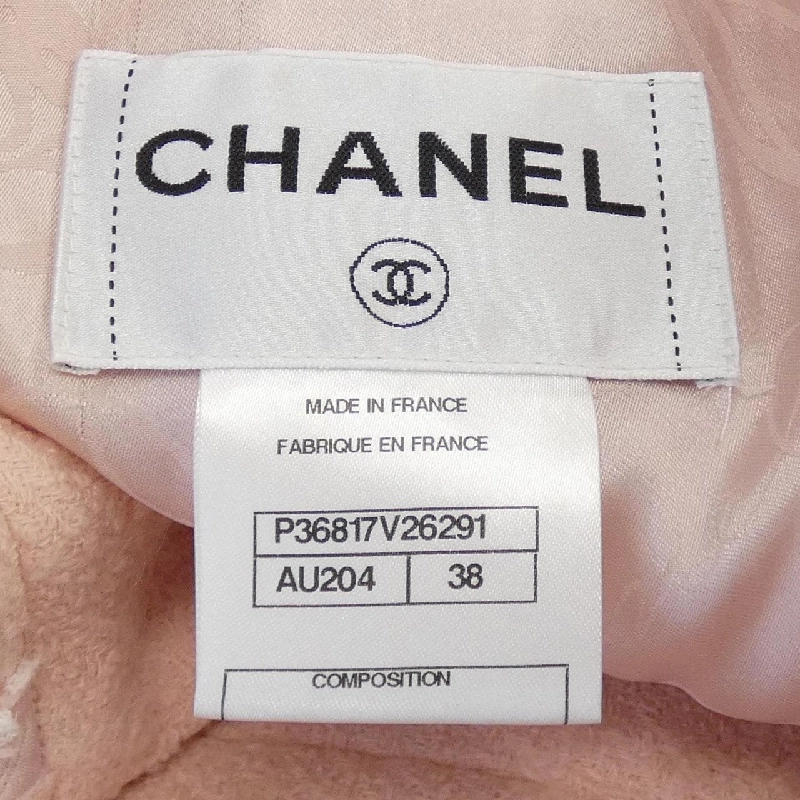 CHANEL
MADE IN FRANCE
FABRIQUE EN FRANCE
P36817V26291
AU204 38
COMPOSITION